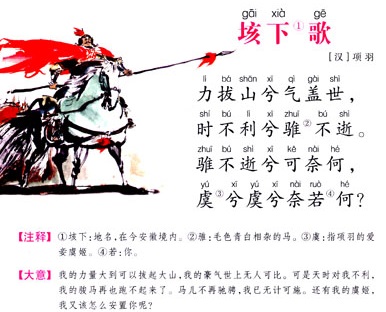 gāi xià gē
垓下①歌
[汉]项羽
lì bá shān xī qì gài shì
力拔山兮气盖世，
shí bú lì xī zhuī bú shì
时不利兮骓②不逝。
zhuī bú shì xī kě nài hé
骓不逝兮可奈何，
yú xī yú xī nài ruò hé
虞③兮虞兮奈若④何？
【注释】①垓下：地名，在今安徽境内。②骓：毛色青白相杂的马。③虞：指项羽的爱
妾虞姬。④若：你。
【大意】我的力量大到可以拔起大山，我的豪气世上无人可比。可是天时对我不利，
我的骏马再也跑不起来了。马儿不再驰骋，我已无计可施。还有我的虞姬，
我又该怎么安置你呢？